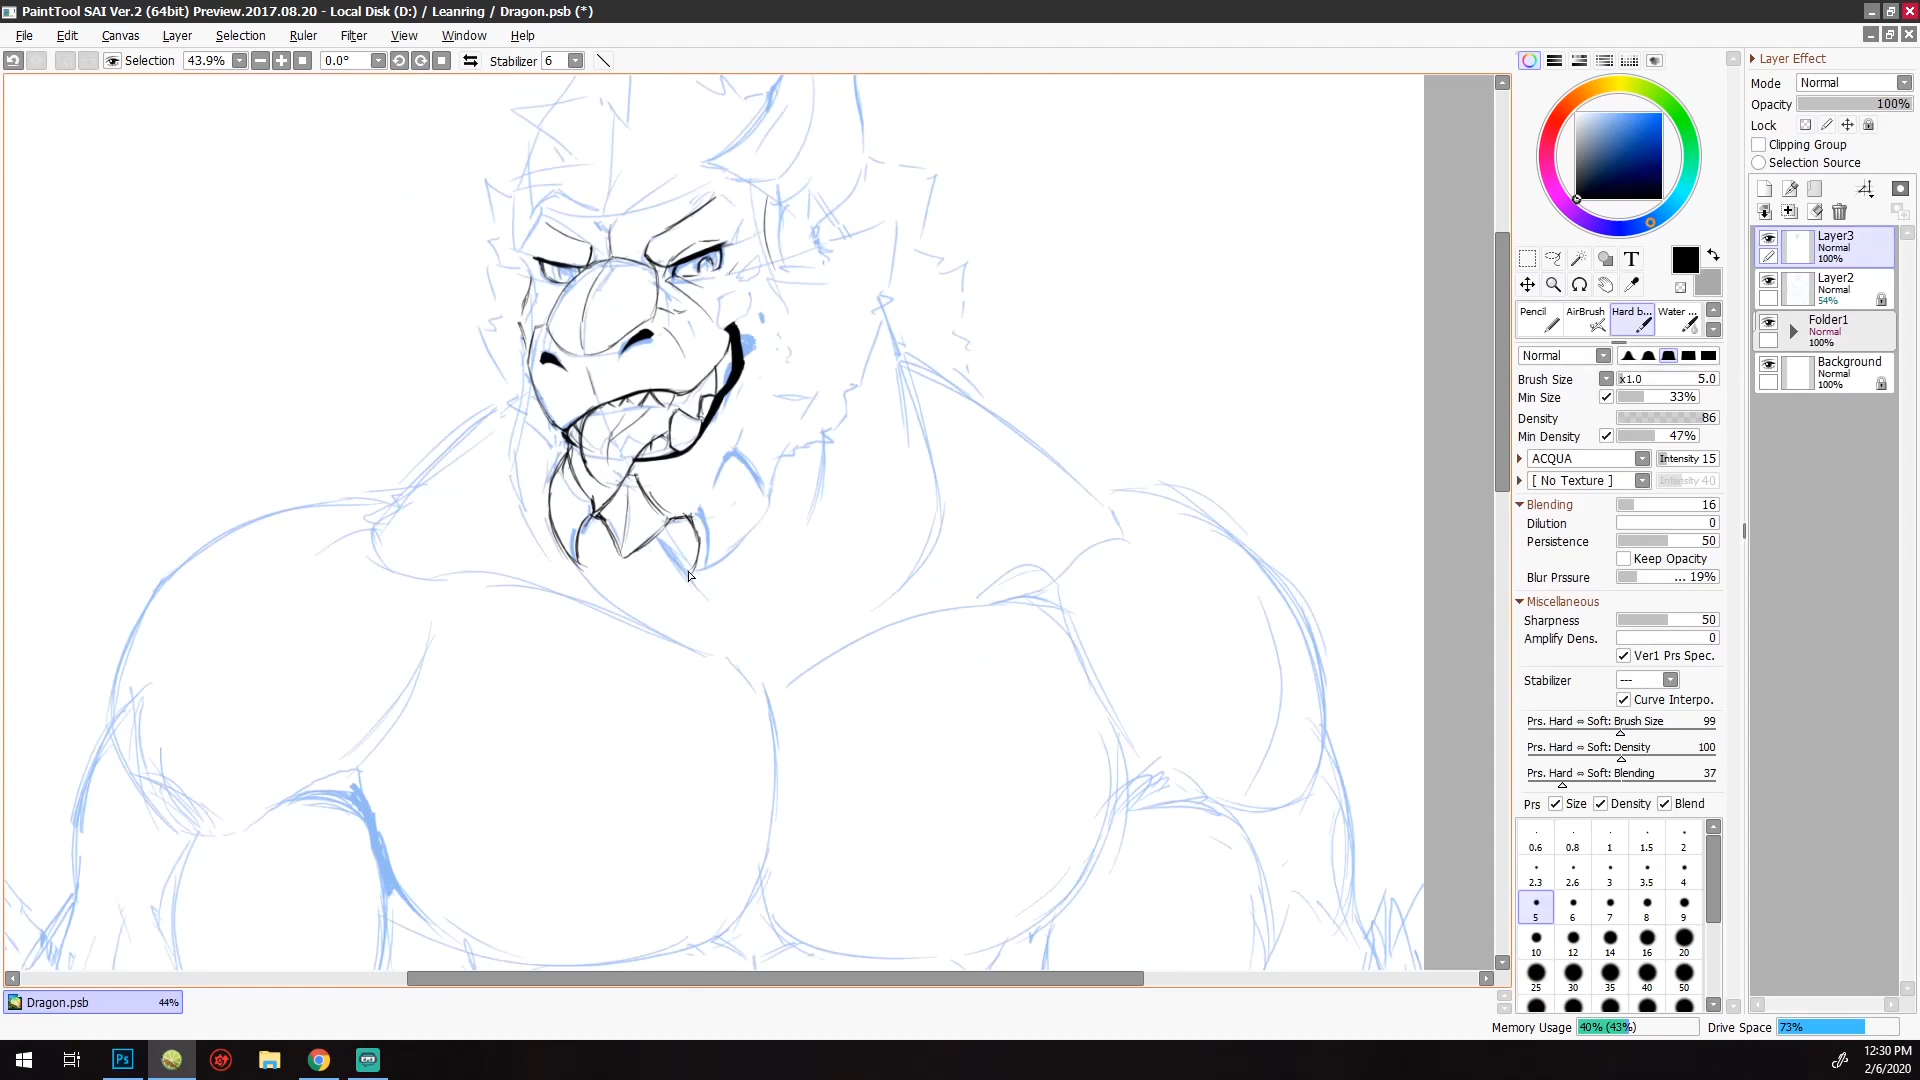 PaintTool SAI Ver.2 (64bit) Preview.2017.08.20 - Local Disk (D:) / Leanring / Dragon.psb (*)
File Edit Canvas Layer Selection Ruler Filter View Window Help
Selection 43.9% 0.0° Stabilizer 6
Layer Effect
Mode Normal
Opacity 100%
Lock
Clipping Group
Selection Source
Layer3
Normal
100%
Layer2
Normal
54%
Folder1
Normal
100%
Background
Normal
100%
T
Pencil AirBrush Hard b... Water ...
Normal
Brush Size x1.0 5.0
Min Size 33%
Density 86
Min Density 47%
ACQUA Intensity 15
[ No Texture ] Intensity 40
Blending 16
Dilution 0
Persistence 50
Keep Opacity
Blur Prssure ... 19%
Miscellaneous
Sharpness 50
Amplify Dens. 0
Ver1 Prs Spec.
Stabilizer ---
Curve Interpo.
Prs. Hard ⇔ Soft: Brush Size 99
Prs. Hard ⇔ Soft: Density 100
Prs. Hard ⇔ Soft: Blending 37
Prs Size Density Blend
0.6 0.8 1 1.5 2
2.3 2.6 3 3.5 4
5 6 7 8 9
10 12 14 16 20
25 30 35 40 50
Dragon.psb 44%
Memory Usage 40% (43%) Drive Space 73%
Ps
12:30 PM
2/6/2020